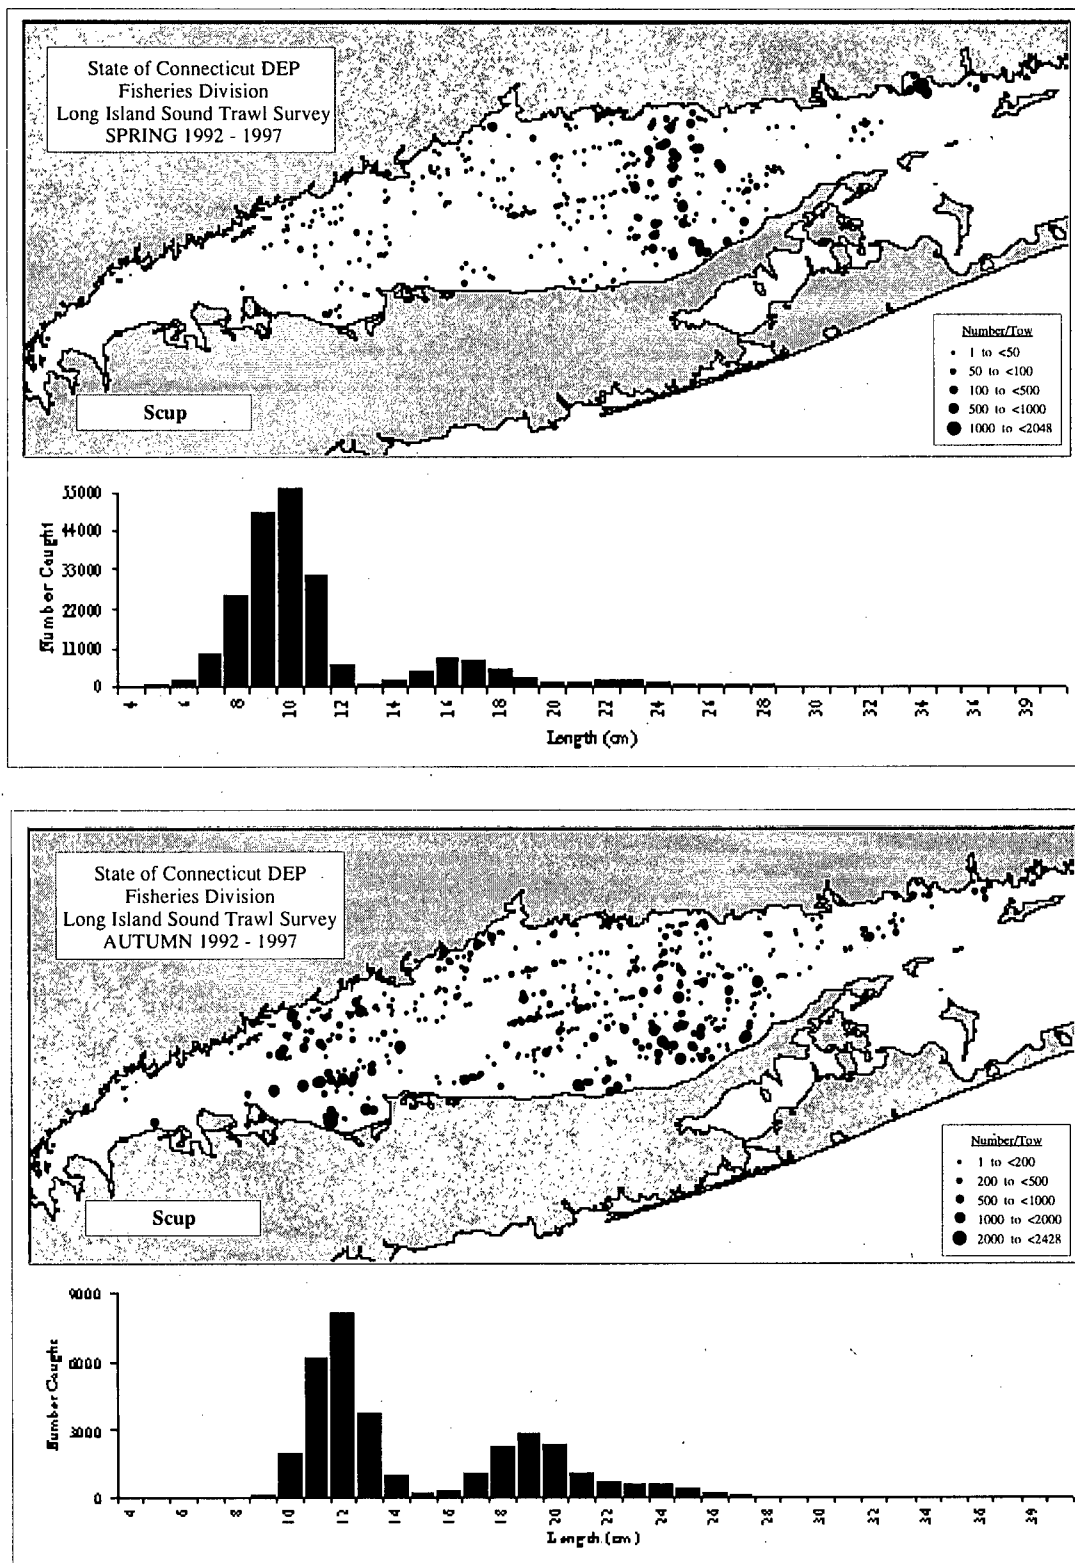 State of Connecticut DEP
Fisheries Division
Long Island Sound Trawl Survey
SPRING 1992 - 1997
Scup
Number/Tow
1 to <50
50 to <100
100 to <500
500 to <1000
1000 to <2048
Number Caught
55000
44000
33000
22000
11000
0
4 6 8 10 12 14 16 18 20 22 24 26 28 30 32 34 36 39
Length (cm)
State of Connecticut DEP
Fisheries Division
Long Island Sound Trawl Survey
AUTUMN 1992 - 1997
Scup
Number/Tow
1 to <200
200 to <500
500 to <1000
1000 to <2000
2000 to <2428
Number Caught
9000
6000
3000
0
4 6 8 10 12 14 16 18 20 22 24 26 28 30 32 34 36 39
Length (cm)